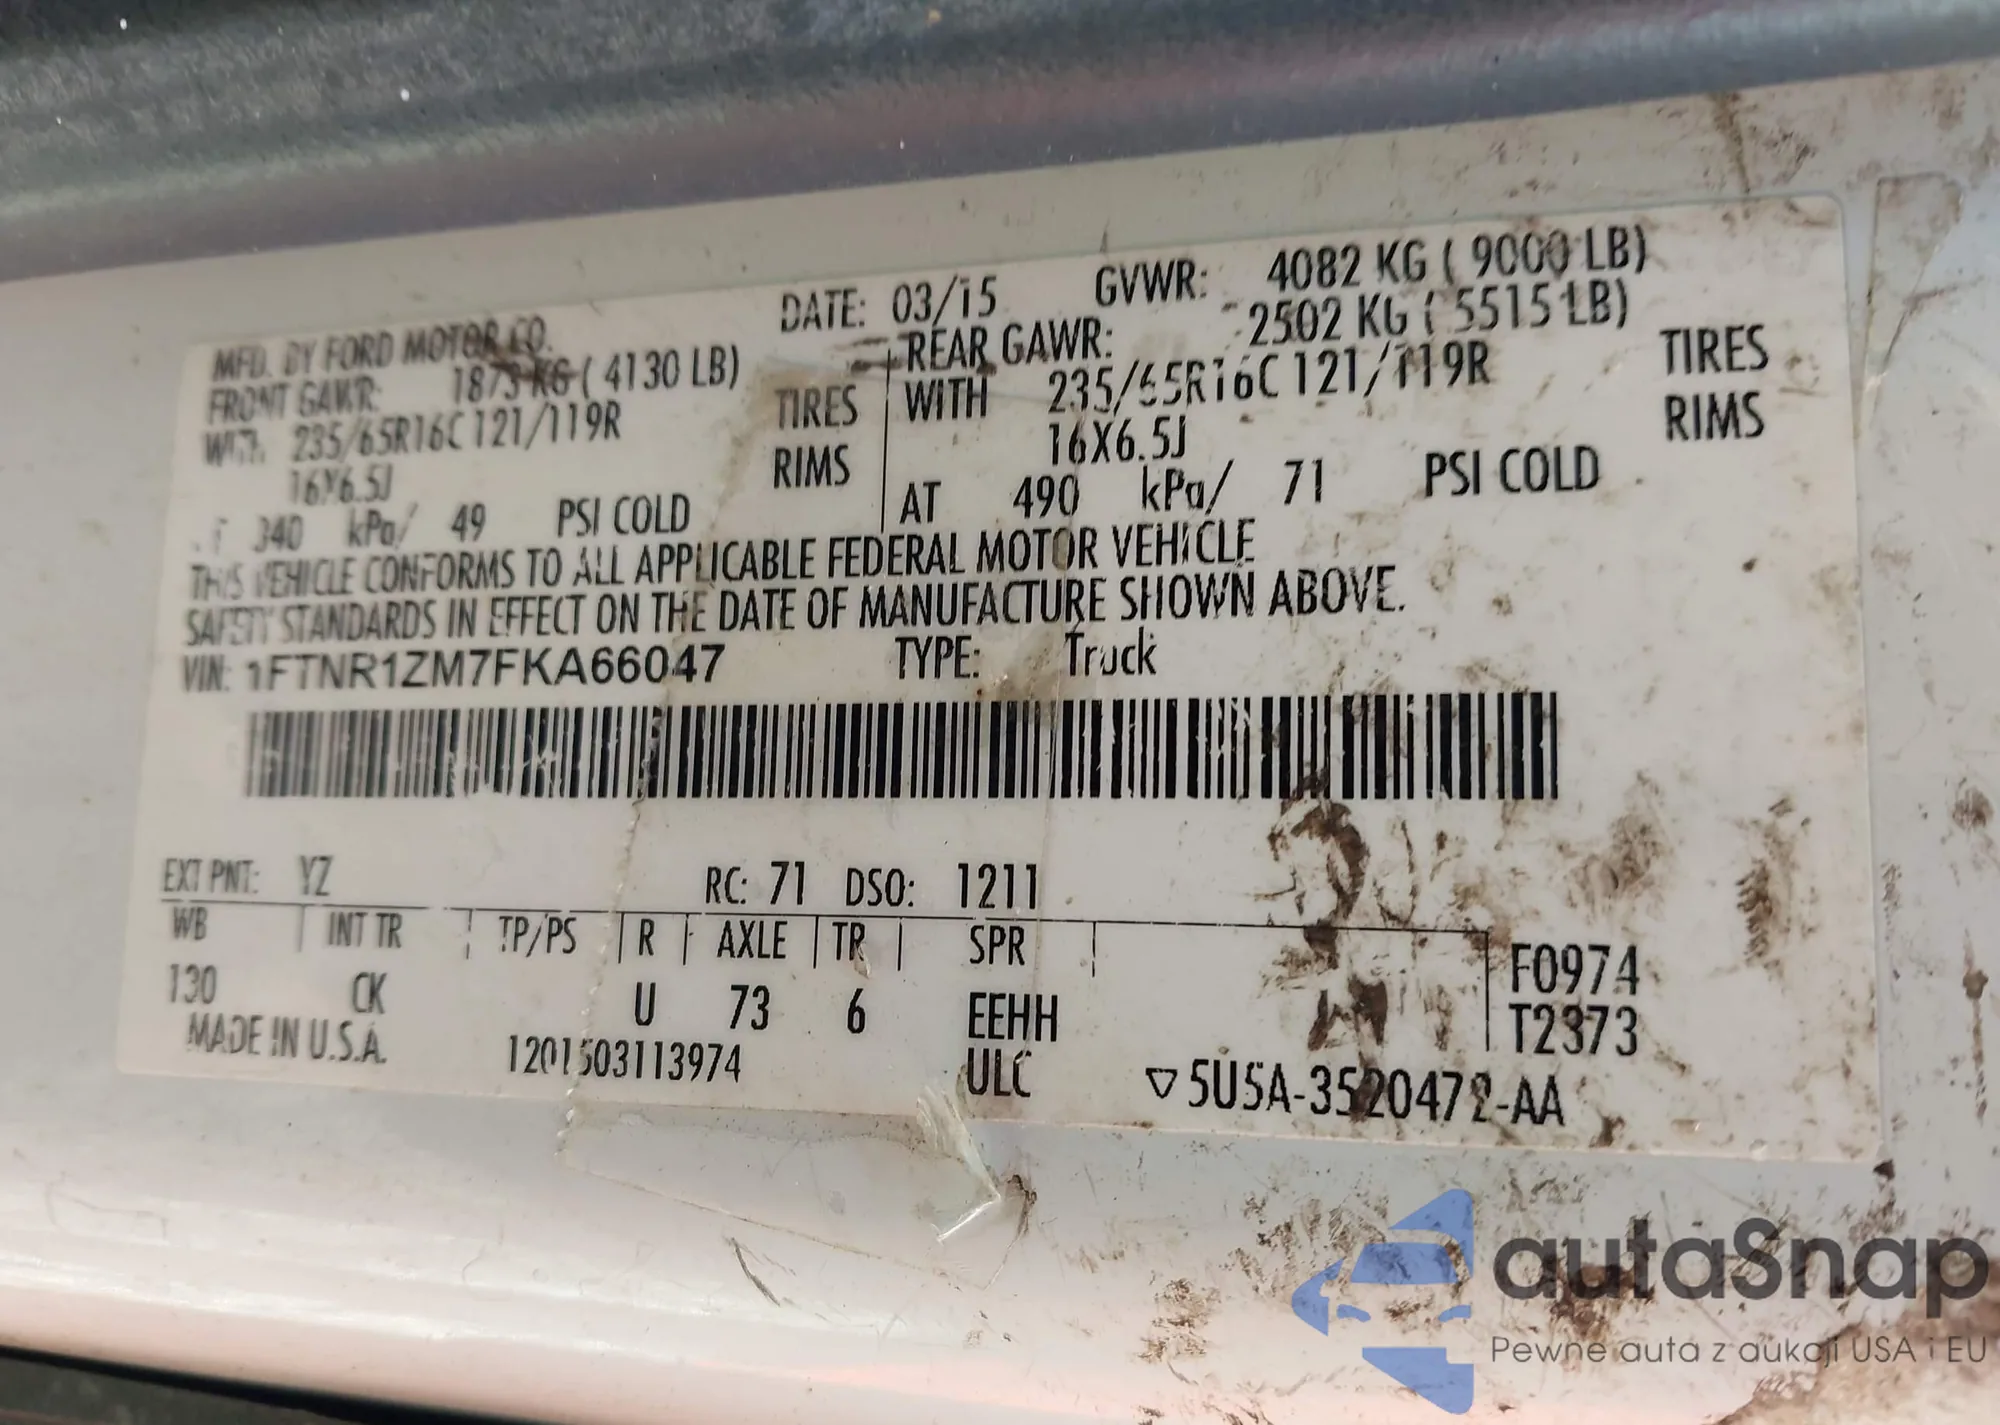 MFD. BY FORD MOTOR CO. DATE: 03/15 GVWR: 4082 KG ( 9000 LB)
FRONT GAWR: 1873 KG ( 4130 LB) REAR GAWR: 2502 KG ( 5515 LB)
WITH 235/65R16C 121/119R TIRES WITH 235/65R16C 121/119R TIRES
16X6.5J RIMS 16X6.5J RIMS
340 kPa/ 49 PSI COLD AT 490 kPa/ 71 PSI COLD
THIS VEHICLE CONFORMS TO ALL APPLICABLE FEDERAL MOTOR VEHICLE
SAFETY STANDARDS IN EFFECT ON THE DATE OF MANUFACTURE SHOWN ABOVE.
VIN: 1FTNR1ZM7FKA66047 TYPE: Truck
EXT PNT: YZ RC: 71 DSO: 1211
WB INT TR TP/PS R AXLE TR SPR
130 CK U 73 6 EEHH F0974
T2373
MADE IN U.S.A. 1201503113974 ULC 5U5A-3520472-AA
autaSnap
Pewne auta z aukcji USA i EU